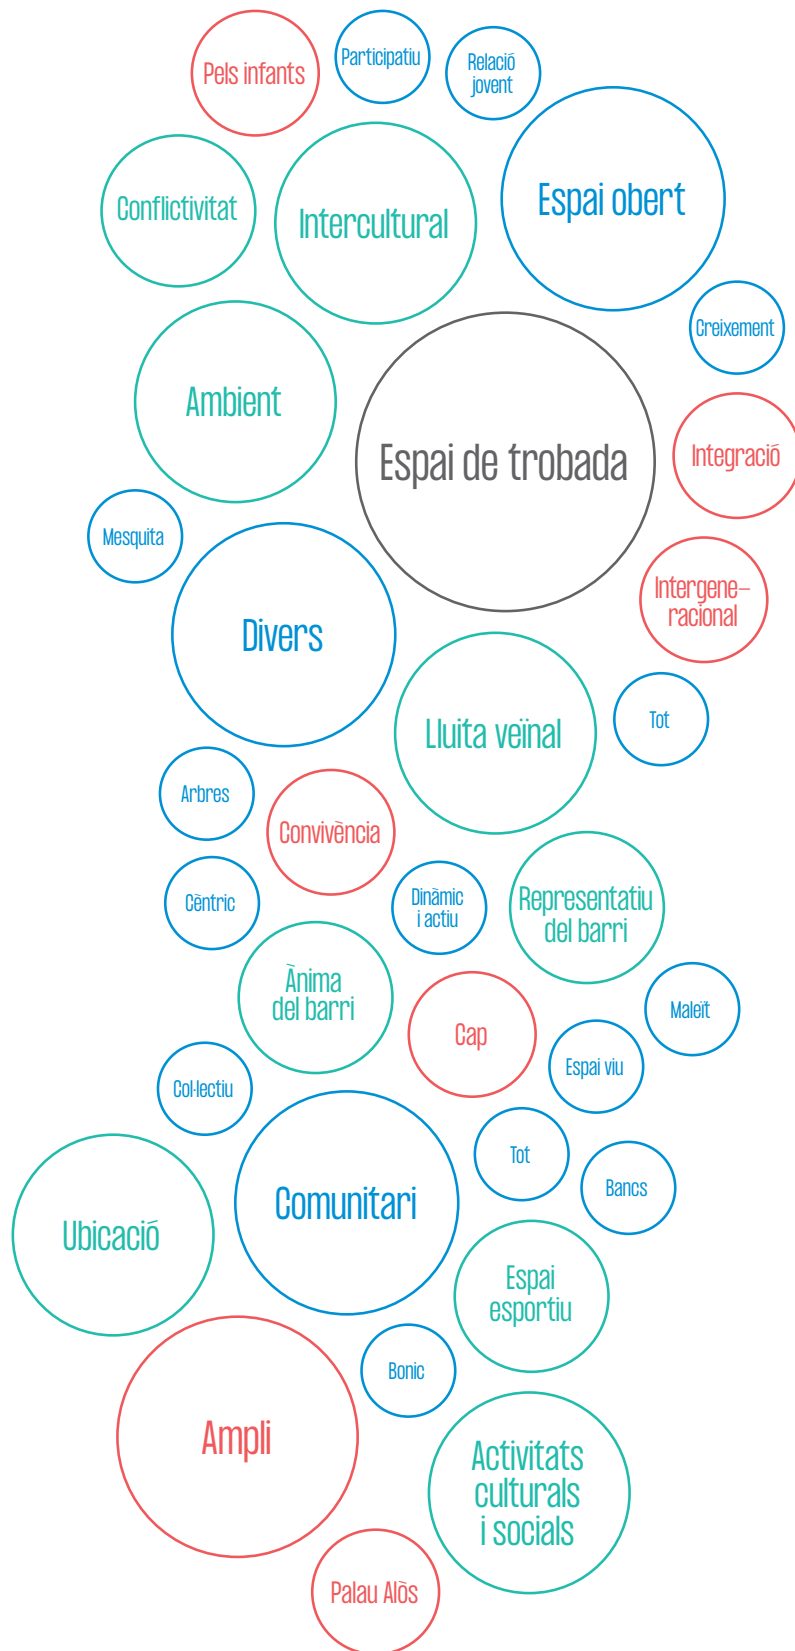 Pels infants
Participatiu
Relació
jovent
Conflictivitat
Intercultural
Espai obert
Creixement
Ambient
Espai de trobada
Integració
Mesquita
Intergene–
racional
Divers
Tot
Lluita veïnal
Arbres
Convivència
Cèntric
Dinàmic
i actiu
Representatiu
del barri
Ànima
del barri
Cap
Maleït
Espai viu
Col·lectiu
Tot
Bancs
Comunitari
Ubicació
Espai
esportiu
Bonic
Ampli
Activitats
culturals
i socials
Palau Alòs